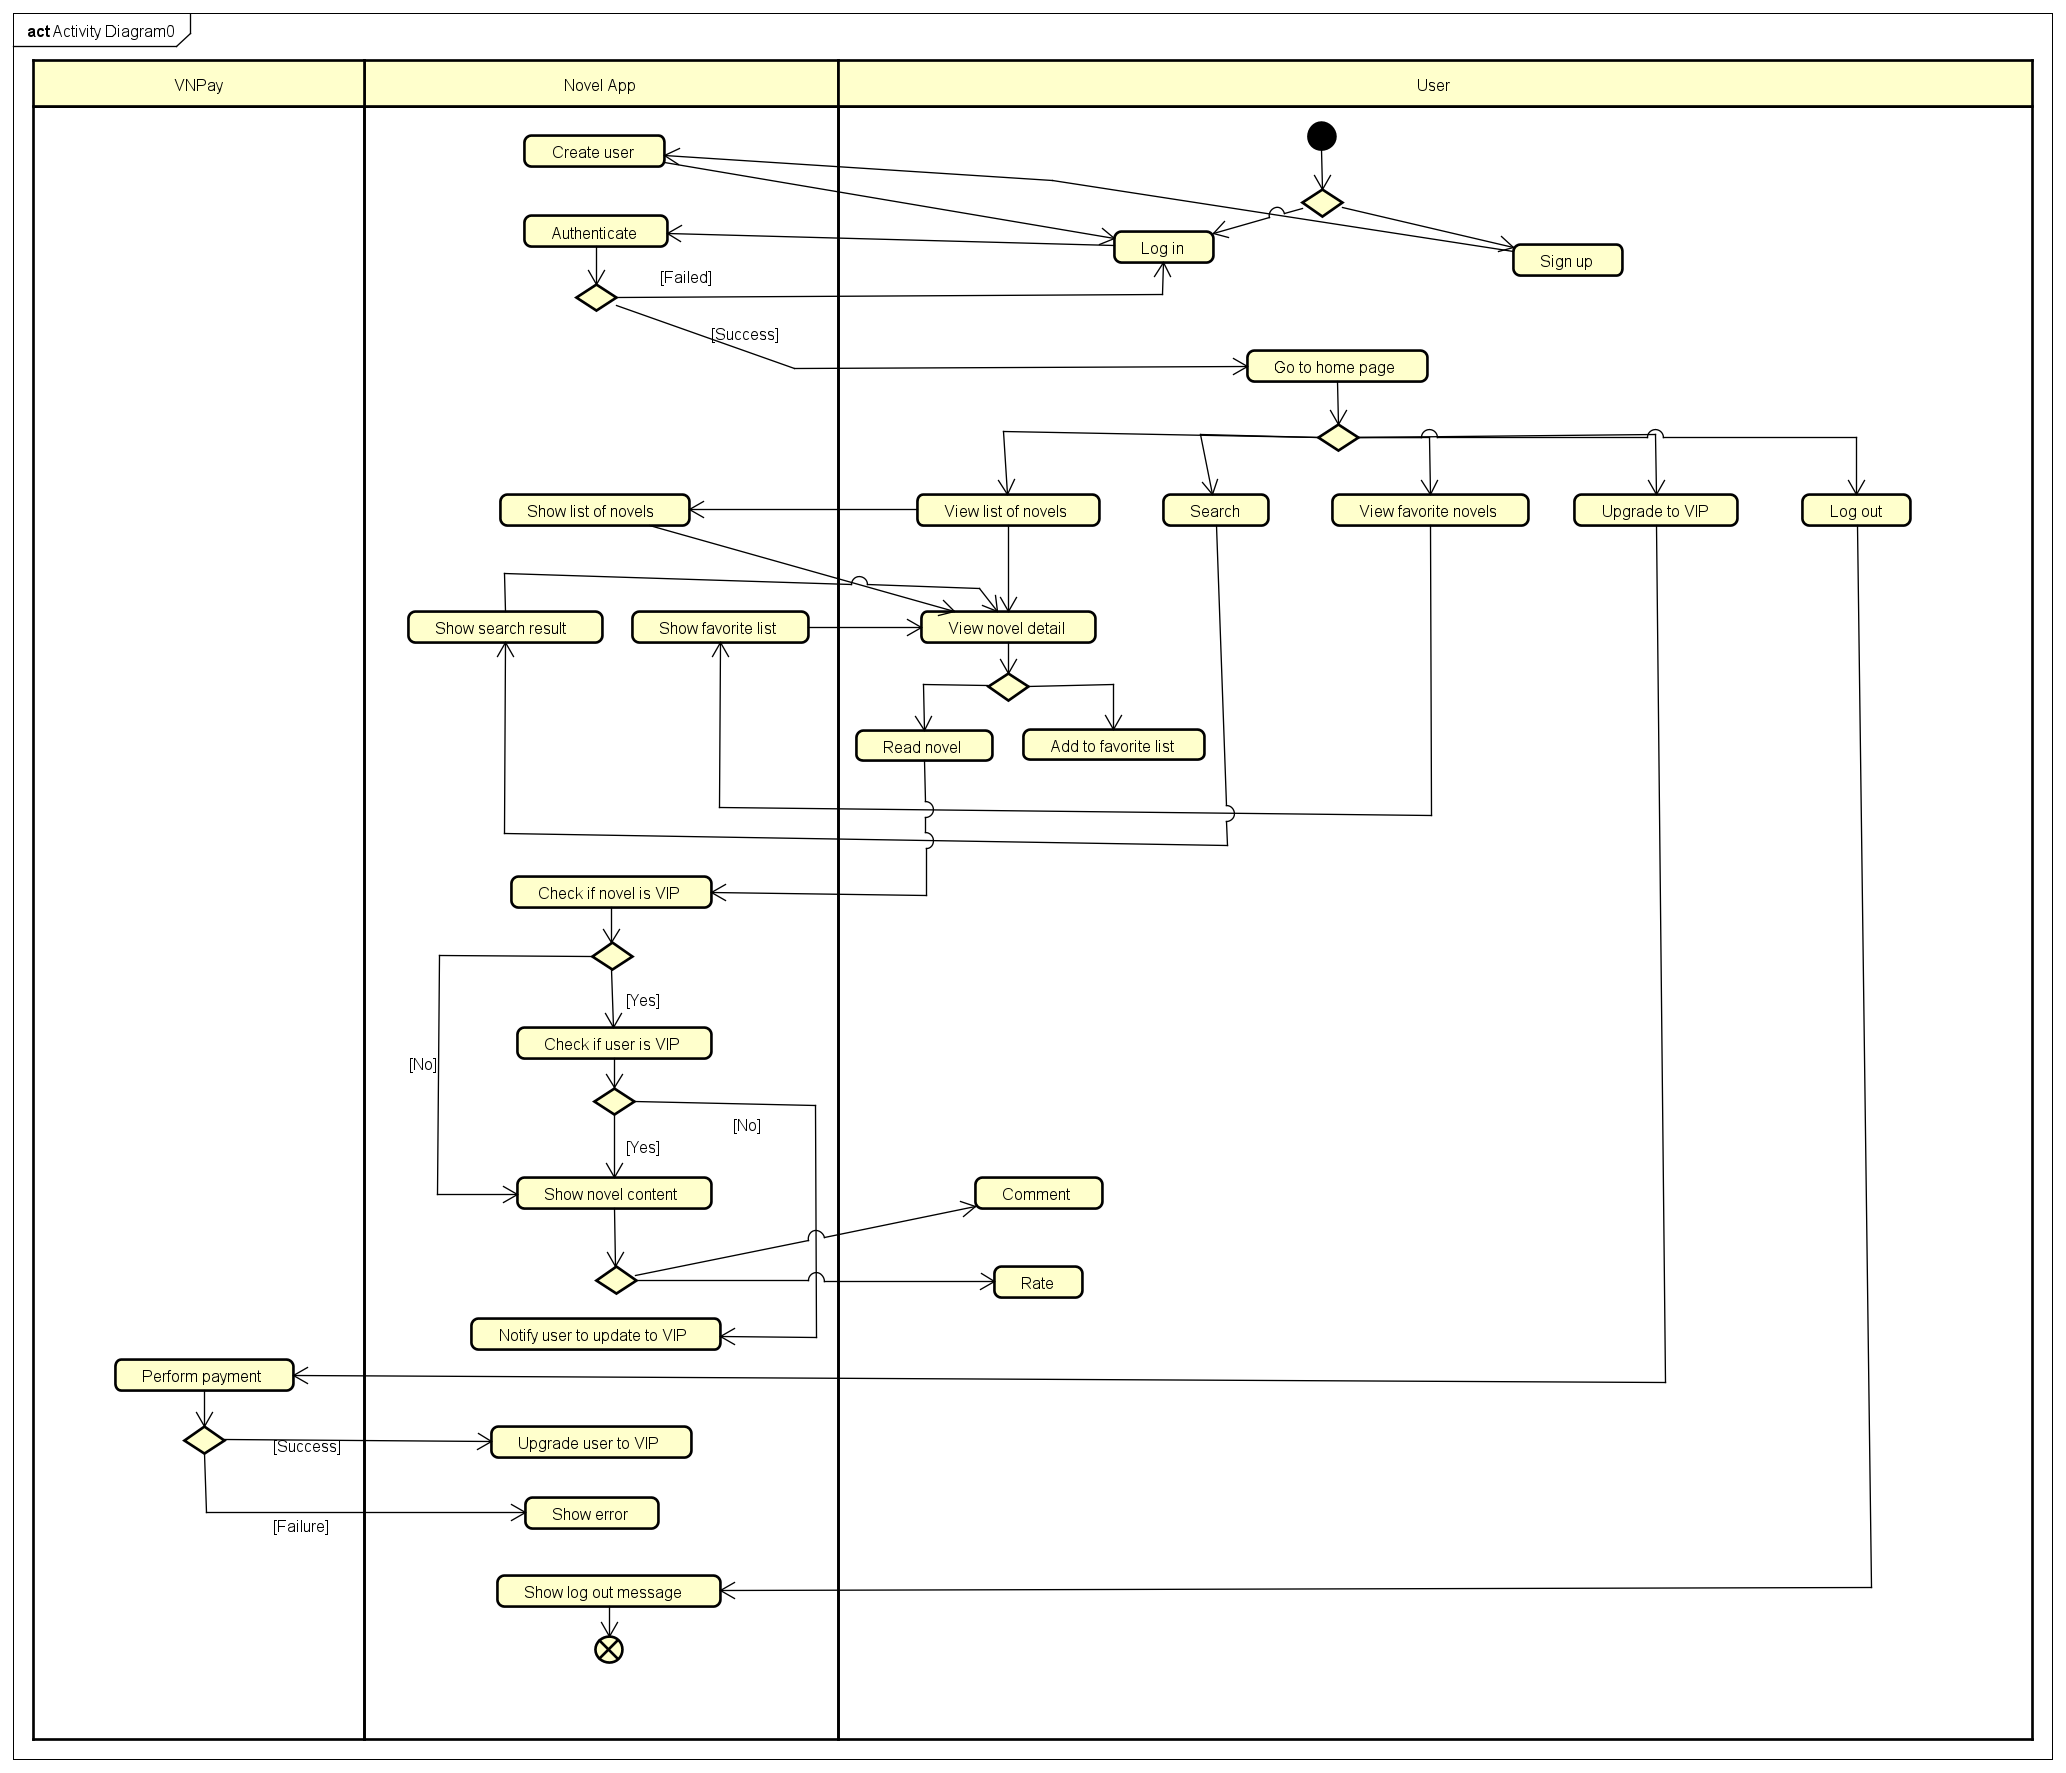 act Activity Diagram0
VNPay
Novel App
User
Create user
Authenticate
Log in
Sign up
[Failed]
[Success]
Go to home page
Show list of novels
View list of novels
Search
View favorite novels
Upgrade to VIP
Log out
Show search result
Show favorite list
View novel detail
Read novel
Add to favorite list
Check if novel is VIP
[Yes]
Check if user is VIP
[No]
[No]
[Yes]
Show novel content
Comment
Rate
Notify user to update to VIP
Perform payment
[Success]
Upgrade user to VIP
Show error
[Failure]
Show log out message